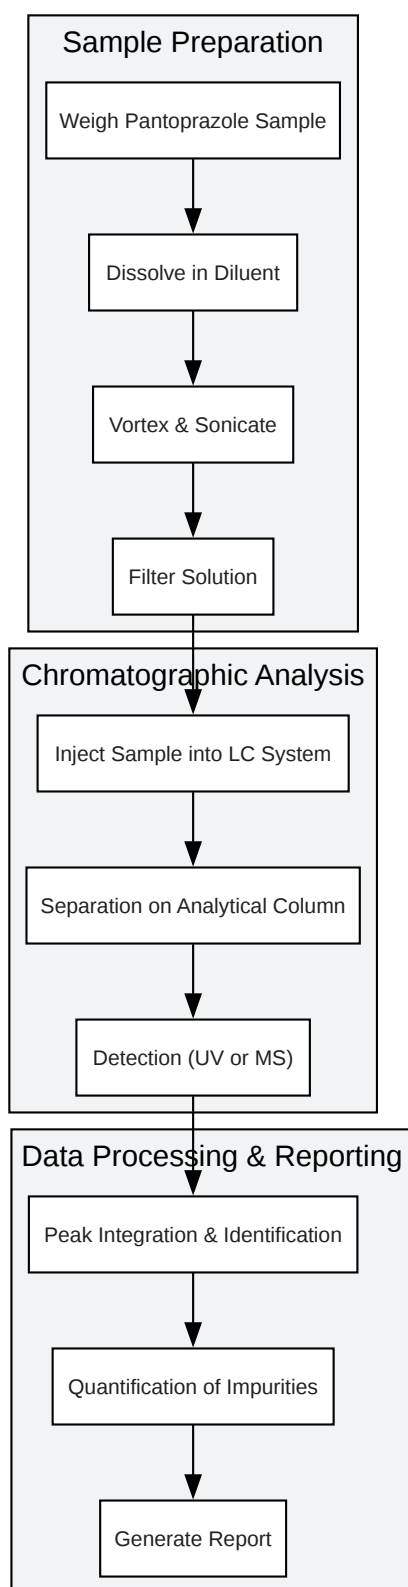 Sample Preparation
Weigh Pantoprazole Sample
Dissolve in Diluent
Vortex & Sonicate
Filter Solution
Chromatographic Analysis
Inject Sample into LC System
Separation on Analytical Column
Detection (UV or MS)
Data Processing & Reporting
Peak Integration & Identification
Quantification of Impurities
Generate Report